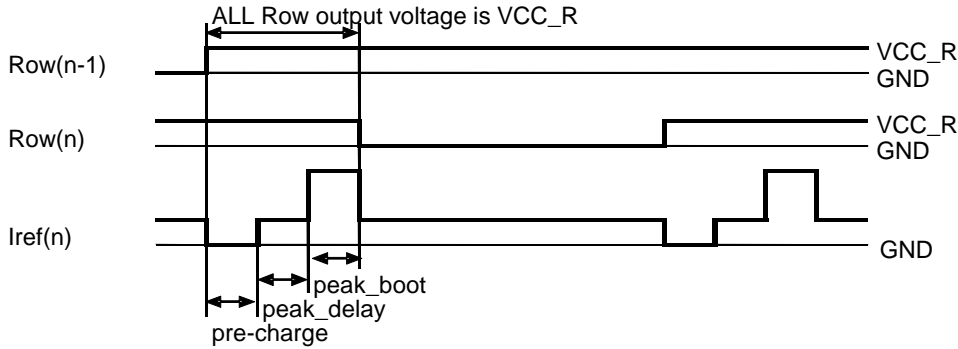 ALL Row output voltage is VCC_R
Row(n-1)
VCC_R
GND
Row(n)
VCC_R
GND
Iref(n)
GND
peak_boot
peak_delay
pre-charge